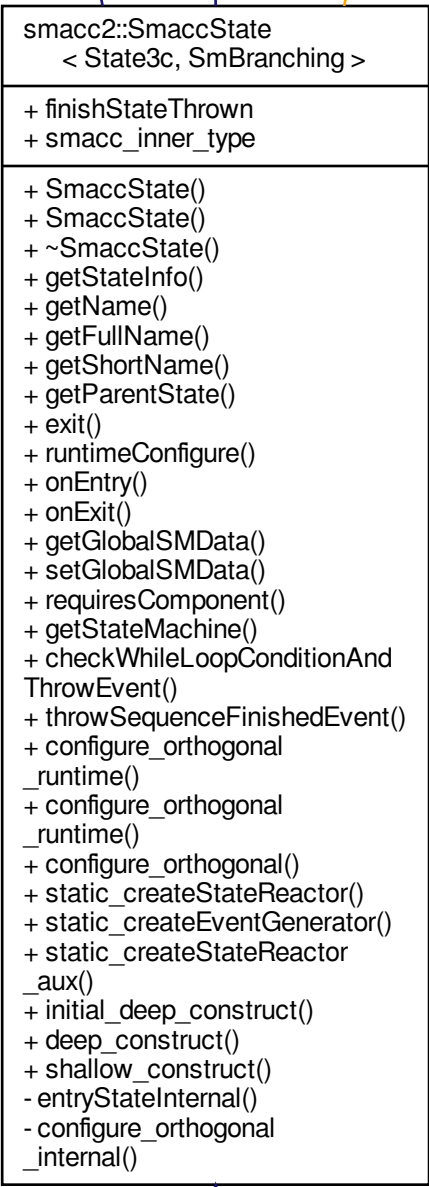 smacc2::SmaccState
< State3c, SmBranching >
+ finishStateThrown
+ smacc_inner_type
+ SmaccState()
+ SmaccState()
+ ~SmaccState()
+ getStateInfo()
+ getName()
+ getFullName()
+ getShortName()
+ getParentState()
+ exit()
+ runtimeConfigure()
+ onEntry()
+ onExit()
+ getGlobalSMData()
+ setGlobalSMData()
+ requiresComponent()
+ getStateMachine()
+ checkWhileLoopConditionAnd
ThrowEvent()
+ throwSequenceFinishedEvent()
+ configure_orthogonal
_runtime()
+ configure_orthogonal
_runtime()
+ configure_orthogonal()
+ static_createStateReactor()
+ static_createEventGenerator()
+ static_createStateReactor
_aux()
+ initial_deep_construct()
+ deep_construct()
+ shallow_construct()
- entryStateInternal()
- configure_orthogonal
_internal()